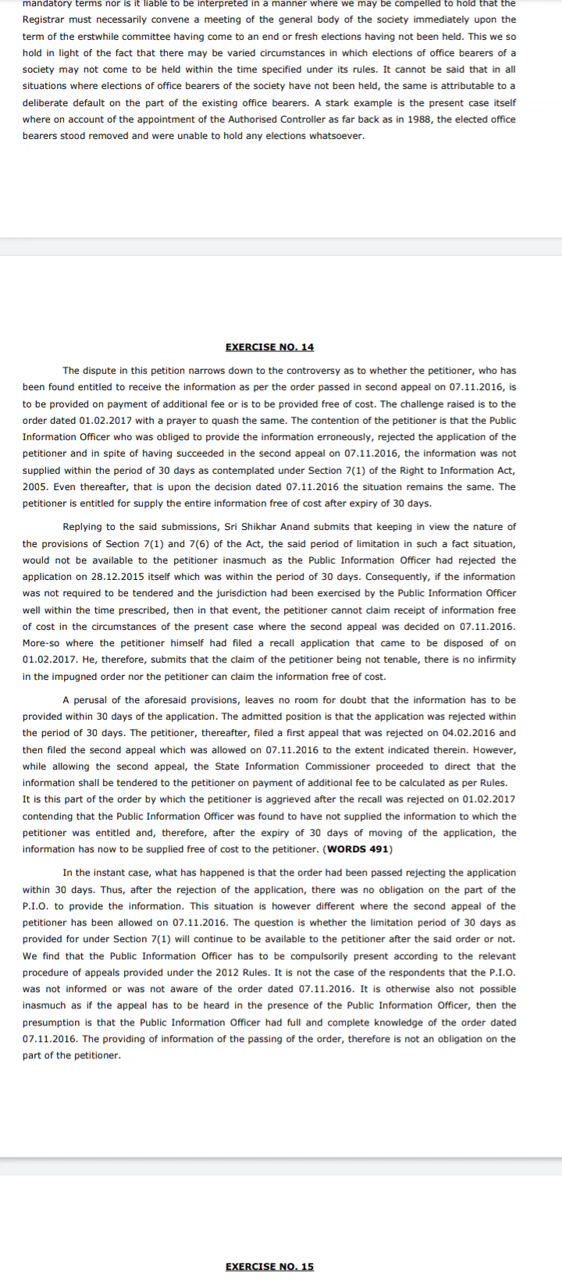 mandatory terms nor is it liable to be interpreted in a manner where we may be compelled to hold that the
Registrar must necessarily convene a meeting of the general body of the society immediately upon the
term of the erstwhile committee having come to an end or fresh elections having not been held. This we so
hold in light of the fact that there may be varied circumstances in which elections of office bearers of a
society may not come to be held within the time specified under its rules. It cannot be said that in all
situations where elections of office bearers of the society have not been held, the same is attributable to a
deliberate default on the part of the existing office bearers. A stark example is the present case itself
where on account of the appointment of the Authorised Controller as far back as in 1988, the elected office
bearers stood removed and were unable to hold any elections whatsoever.
EXERCISE NO. 14
The dispute in this petition narrows down to the controversy as to whether the petitioner, who has
been found entitled to receive the information as per the order passed in second appeal on 07.11.2016, is
to be provided on payment of additional fee or is to be provided free of cost. The challenge raised is to the
order dated 01.02.2017 with a prayer to quash the same. The contention of the petitioner is that the Public
Information Officer who was obliged to provide the information erroneously, rejected the application of the
petitioner and in spite of having succeeded in the second appeal on 07.11.2016, the information was not
supplied within the period of 30 days as contemplated under Section 7(1) of the Right to Information Act,
2005. Even thereafter, that is upon the decision dated 07.11.2016 the situation remains the same. The
petitioner is entitled for supply the entire information free of cost after expiry of 30 days.
Replying to the said submissions, Sri Shikhar Anand submits that keeping in view the nature of
the provisions of Section 7(1) and 7(6) of the Act, the said period of limitation in such a fact situation,
would not be available to the petitioner inasmuch as the Public Information Officer had rejected the
application on 28.12.2015 itself which was within the period of 30 days. Consequently, if the information
was not required to be tendered and the jurisdiction had been exercised by the Public Information Officer
well within the time prescribed, then in that event, the petitioner cannot claim receipt of information free
of cost in the circumstances of the present case where the second appeal was decided on 07.11.2016.
More-so where the petitioner himself had filed a recall application that came to be disposed of on
01.02.2017. He, therefore, submits that the claim of the petitioner being not tenable, there is no infirmity
in the impugned order nor the petitioner can claim the information free of cost.
A perusal of the aforesaid provisions, leaves no room for doubt that the information has to be
provided within 30 days of the application. The admitted position is that the application was rejected within
the period of 30 days. The petitioner, thereafter, filed a first appeal that was rejected on 04.02.2016 and
then filed the second appeal which was allowed on 07.11.2016 to the extent indicated therein. However,
while allowing the second appeal, the State Information Commissioner proceeded to direct that the
information shall be tendered to the petitioner on payment of additional fee to be calculated as per Rules.
It is this part of the order by which the petitioner is aggrieved after the recall was rejected on 01.02.2017
contending that the Public Information Officer was found to have not supplied the information to which the
petitioner was entitled and, therefore, after the expiry of 30 days of moving of the application, the
information has now to be supplied free of cost to the petitioner. (WORDS 491)
In the instant case, what has happened is that the order had been passed rejecting the application
within 30 days. Thus, after the rejection of the application, there was no obligation on the part of the
P.I.O. to provide the information. This situation is however different where the second appeal of the
petitioner has been allowed on 07.11.2016. The question is whether the limitation period of 30 days as
provided for under Section 7(1) will continue to be available to the petitioner after the said order or not.
We find that the Public Information Officer has to be compulsorily present according to the relevant
procedure of appeals provided under the 2012 Rules. It is not the case of the respondents that the P.I.O.
was not informed or was not aware of the order dated 07.11.2016. It is otherwise also not possible
inasmuch as if the appeal has to be heard in the presence of the Public Information Officer, then the
presumption is that the Public Information Officer had full and complete knowledge of the order dated
07.11.2016. The providing of information of the passing of the order, therefore is not an obligation on the
part of the petitioner.
EXERCISE NO. 15